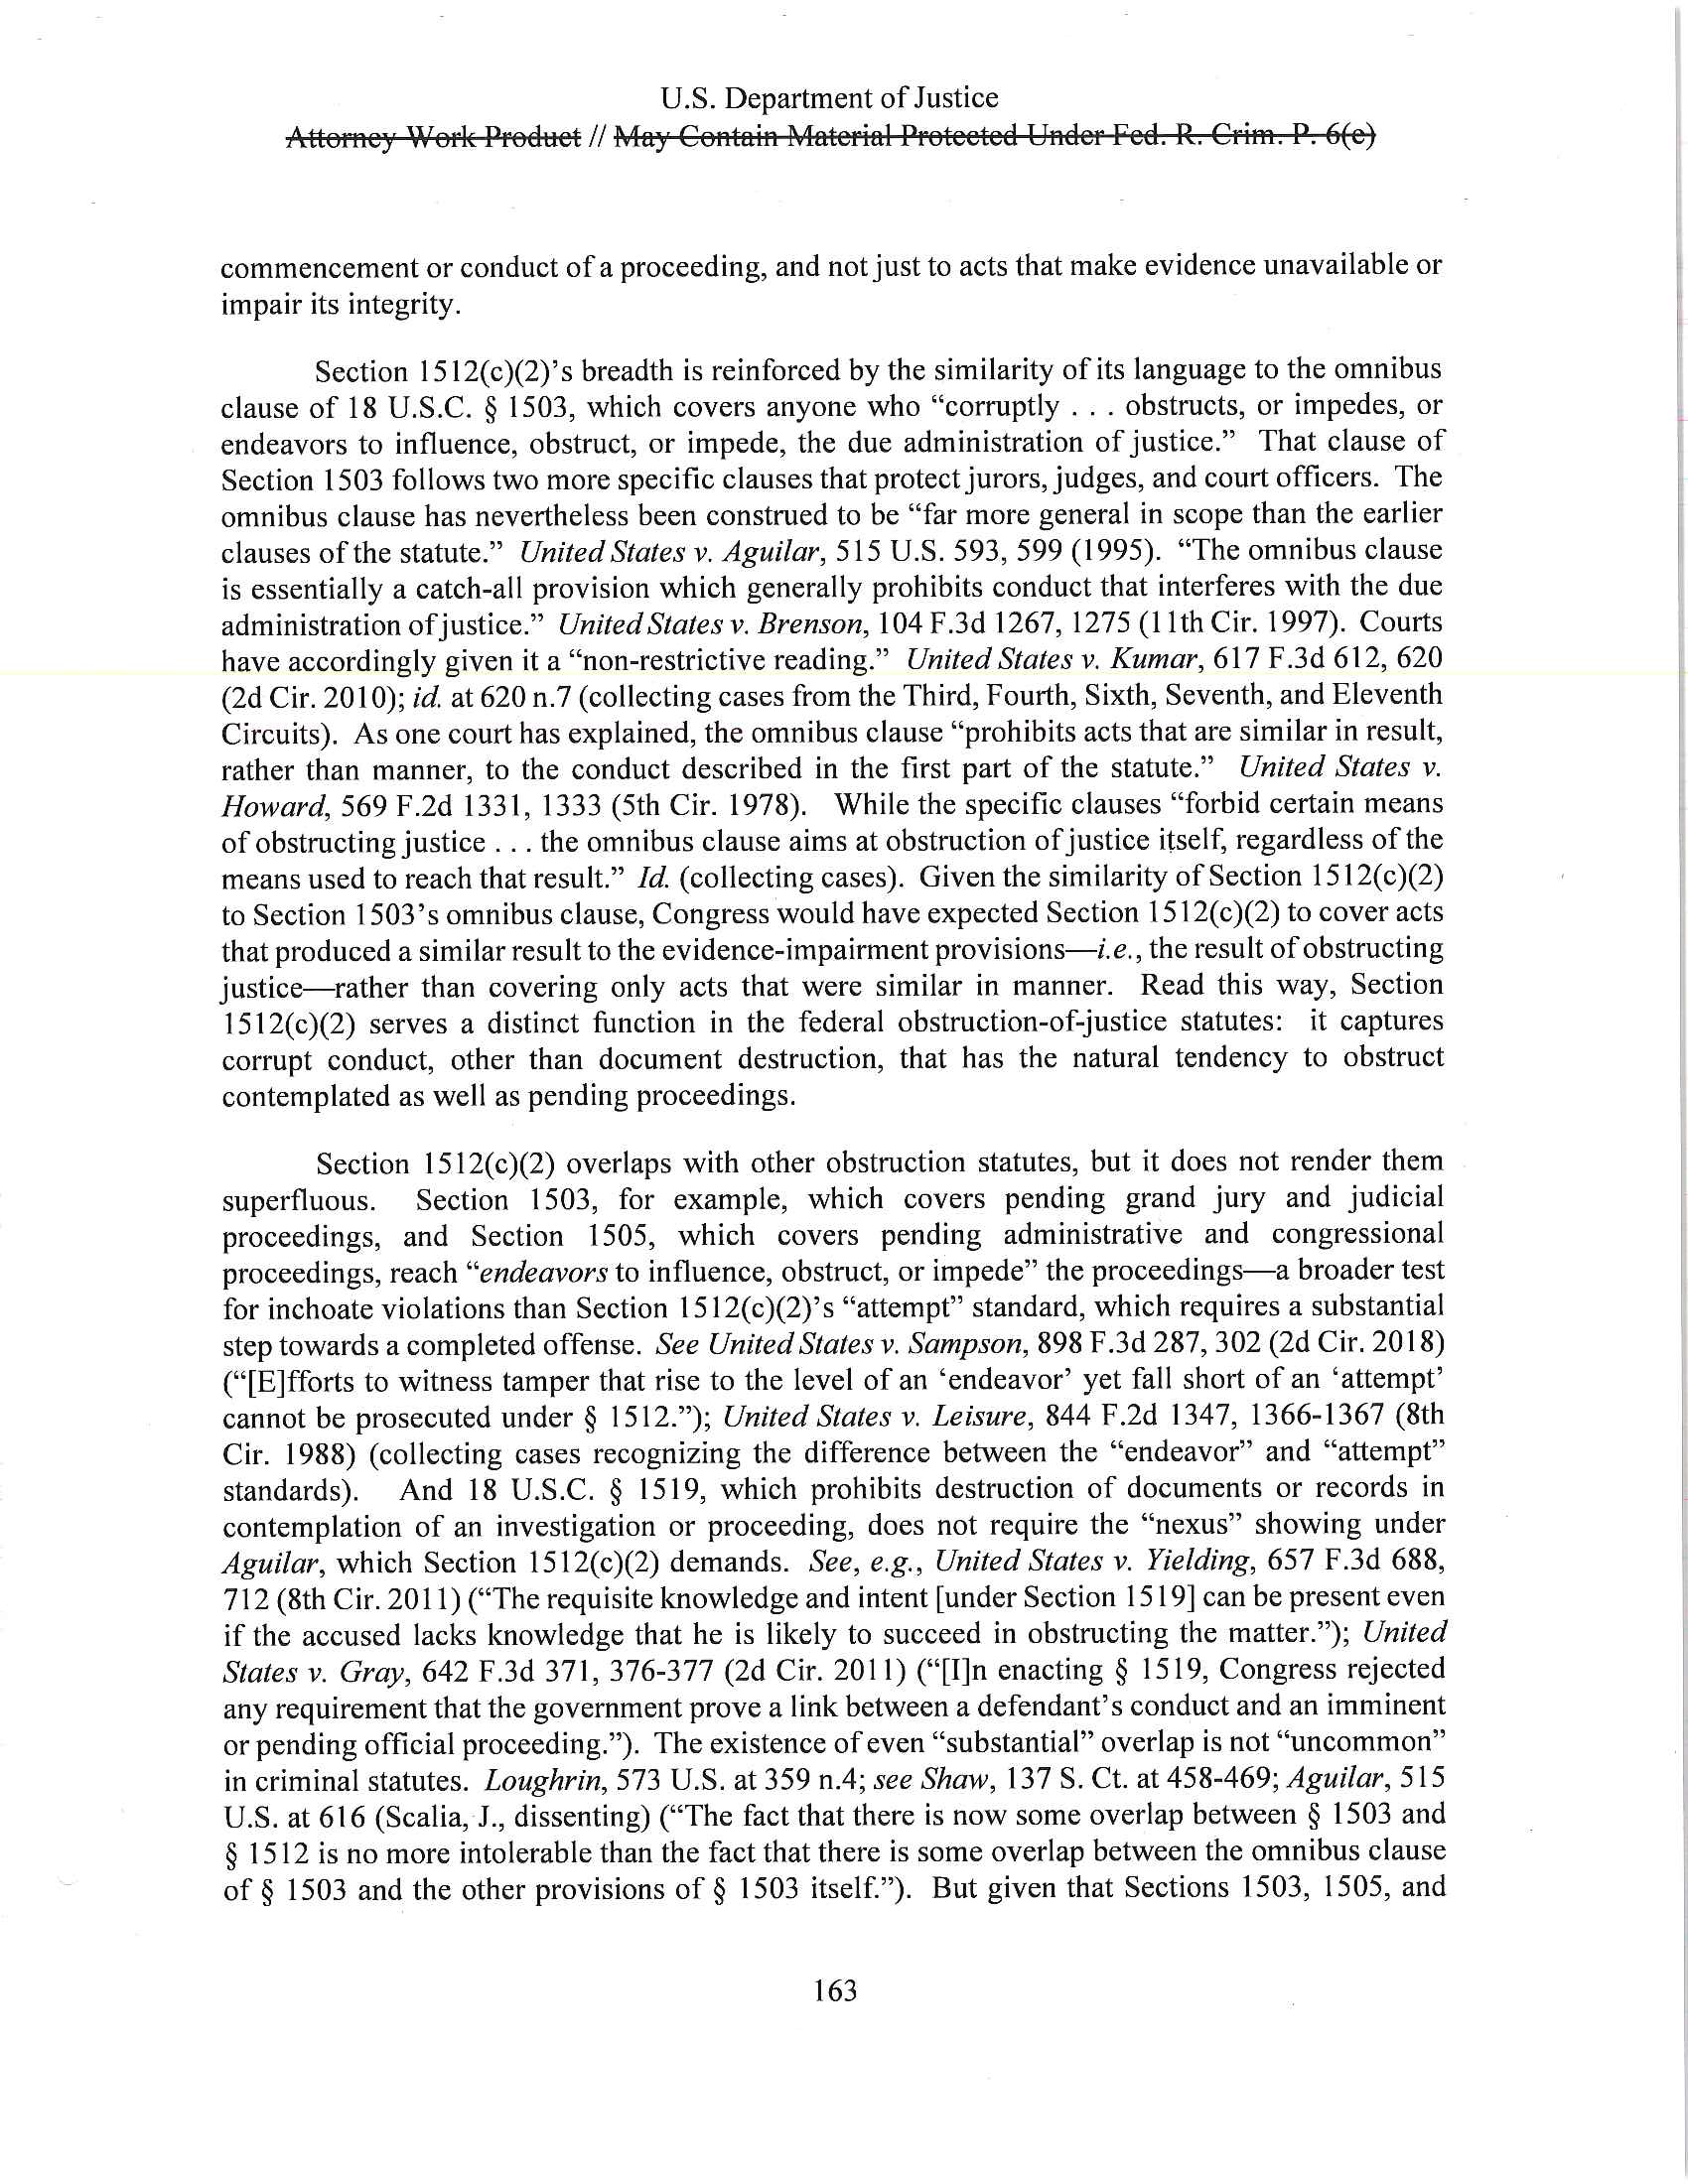 U.S. Department of Justice
Attorney Work Product // May Contain Material Protected Under Fed. R. Crim. P. 6(e)
commencement or conduct of a proceeding, and not just to acts that make evidence unavailable or
impair its integrity.
Section 1512(c)(2)’s breadth is reinforced by the similarity of its language to the omnibus
clause of 18 U.S.C. § 1503, which covers anyone who “corruptly . . . obstructs, or impedes, or
endeavors to influence, obstruct, or impede, the due administration of justice.” That clause of
Section 1503 follows two more specific clauses that protect jurors, judges, and court officers. The
omnibus clause has nevertheless been construed to be “far more general in scope than the earlier
clauses of the statute.” United States v. Aguilar, 515 U.S. 593, 599 (1995). “The omnibus clause
is essentially a catch-all provision which generally prohibits conduct that interferes with the due
administration of justice.” United States v. Brenson, 104 F.3d 1267, 1275 (11th Cir. 1997). Courts
have accordingly given it a “non-restrictive reading.” United States v. Kumar, 617 F.3d 612, 620
(2d Cir. 2010); id. at 620 n.7 (collecting cases from the Third, Fourth, Sixth, Seventh, and Eleventh
Circuits). As one court has explained, the omnibus clause “prohibits acts that are similar in result,
rather than manner, to the conduct described in the first part of the statute.” United States v.
Howard, 569 F.2d 1331, 1333 (5th Cir. 1978). While the specific clauses “forbid certain means
of obstructing justice . . . the omnibus clause aims at obstruction of justice itself, regardless of the
means used to reach that result.” Id. (collecting cases). Given the similarity of Section 1512(c)(2)
to Section 1503’s omnibus clause, Congress would have expected Section 1512(c)(2) to cover acts
that produced a similar result to the evidence-impairment provisions—i.e., the result of obstructing
justice—rather than covering only acts that were similar in manner. Read this way, Section
1512(c)(2) serves a distinct function in the federal obstruction-of-justice statutes: it captures
corrupt conduct, other than document destruction, that has the natural tendency to obstruct
contemplated as well as pending proceedings.
Section 1512(c)(2) overlaps with other obstruction statutes, but it does not render them
superfluous. Section 1503, for example, which covers pending grand jury and judicial
proceedings, and Section 1505, which covers pending administrative and congressional
proceedings, reach “endeavors to influence, obstruct, or impede” the proceedings—a broader test
for inchoate violations than Section 1512(c)(2)’s “attempt” standard, which requires a substantial
step towards a completed offense. See United States v. Sampson, 898 F.3d 287, 302 (2d Cir. 2018)
(“[E]fforts to witness tamper that rise to the level of an ‘endeavor’ yet fall short of an ‘attempt’
cannot be prosecuted under § 1512.”); United States v. Leisure, 844 F.2d 1347, 1366-1367 (8th
Cir. 1988) (collecting cases recognizing the difference between the “endeavor” and “attempt”
standards). And 18 U.S.C. § 1519, which prohibits destruction of documents or records in
contemplation of an investigation or proceeding, does not require the “nexus” showing under
Aguilar, which Section 1512(c)(2) demands. See, e.g., United States v. Yielding, 657 F.3d 688,
712 (8th Cir. 2011) (“The requisite knowledge and intent [under Section 1519] can be present even
if the accused lacks knowledge that he is likely to succeed in obstructing the matter.”); United
States v. Gray, 642 F.3d 371, 376-377 (2d Cir. 2011) (“[I]n enacting § 1519, Congress rejected
any requirement that the government prove a link between a defendant’s conduct and an imminent
or pending official proceeding.”). The existence of even “substantial” overlap is not “uncommon”
in criminal statutes. Loughrin, 573 U.S. at 359 n.4; see Shaw, 137 S. Ct. at 458-469; Aguilar, 515
U.S. at 616 (Scalia, J., dissenting) (“The fact that there is now some overlap between § 1503 and
§ 1512 is no more intolerable than the fact that there is some overlap between the omnibus clause
of § 1503 and the other provisions of § 1503 itself.”). But given that Sections 1503, 1505, and
163